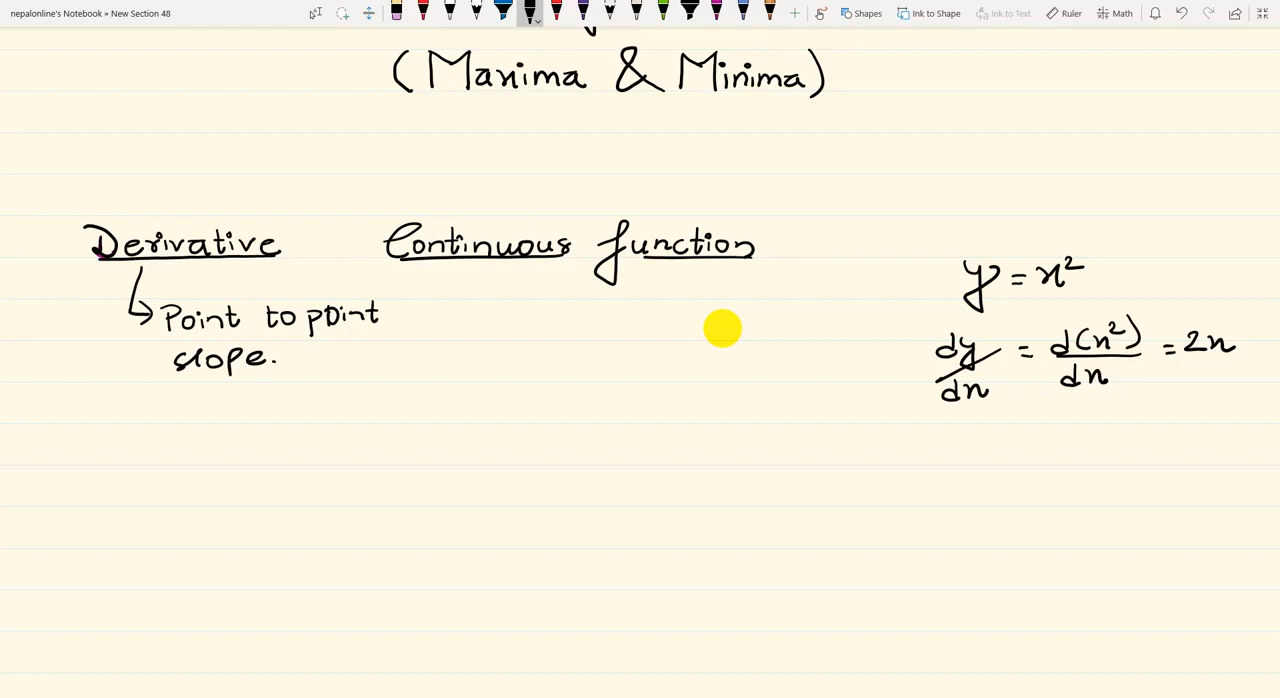 nepalonline's Notebook » New Section 48
Shapes Ink to Shape Ink to Text Ruler Math
(Maxima & Minima)
Derivative Continuous function
Point to point
slope.
y = x²
dy/dx = d(x²)/dx = 2x